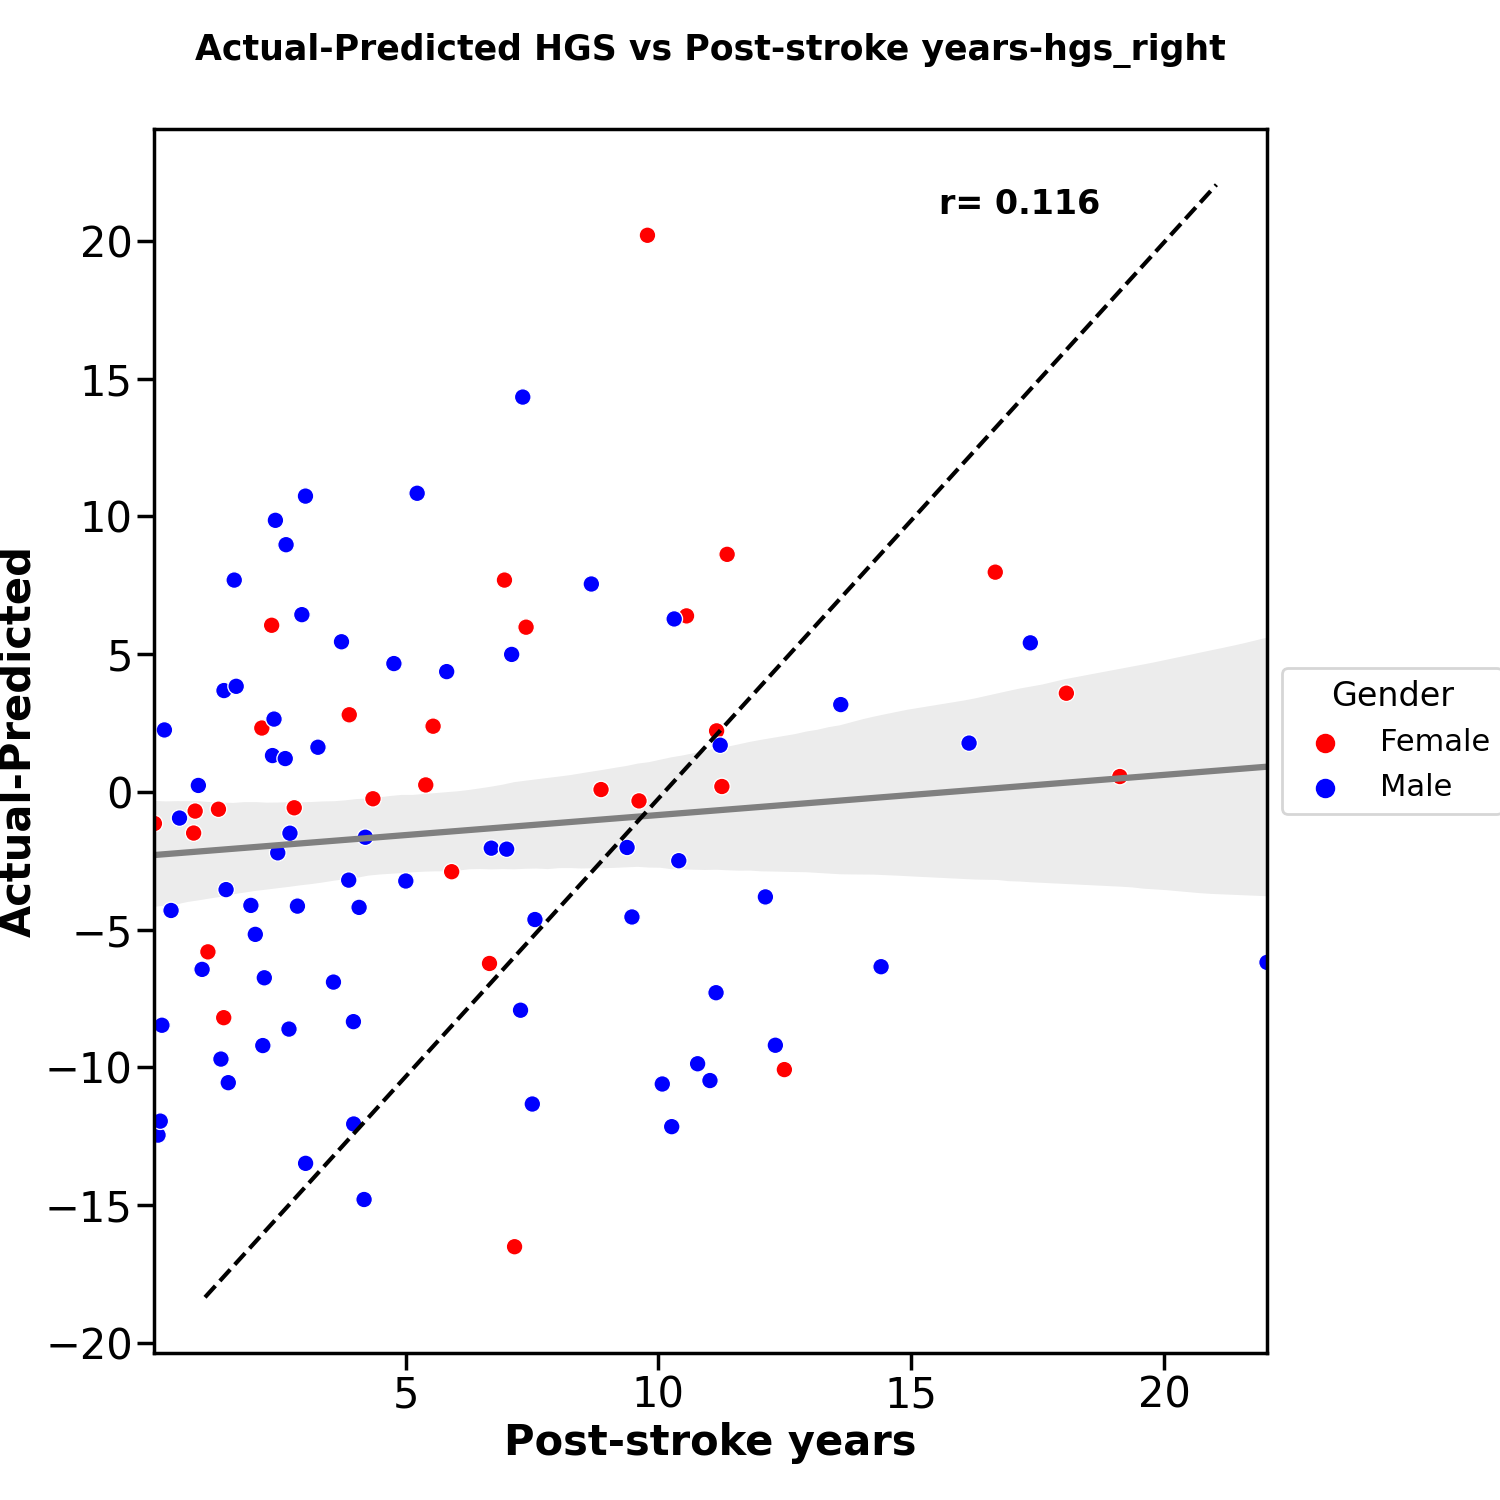 Actual-Predicted HGS vs Post-stroke years-hgs_right
r= 0.116
20
15
10
5
0
−5
−10
−15
−20
Actual-Predicted
5 10 15 20
Post-stroke years
Gender
Female
Male